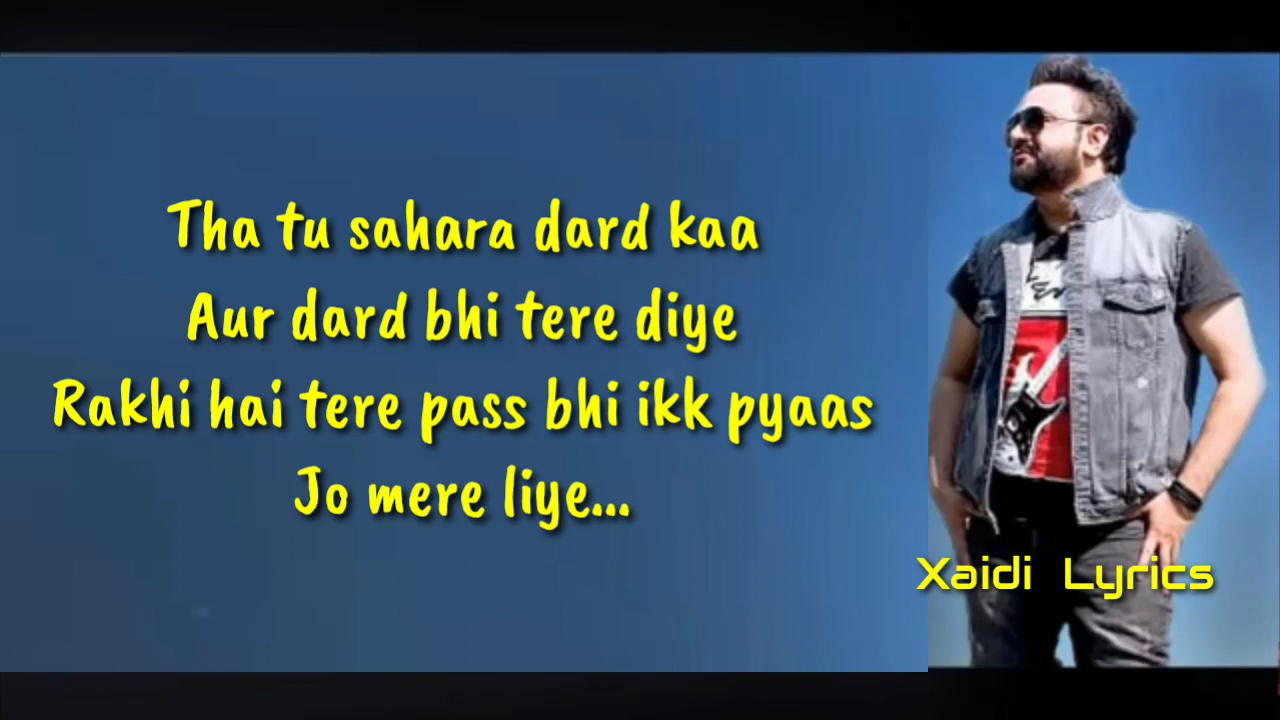 Tha tu sahara dard kaa
Aur dard bhi tere diye
Rakhi hai tere pass bhi ikk pyaas
Jo mere liye...
Xaidi Lyrics